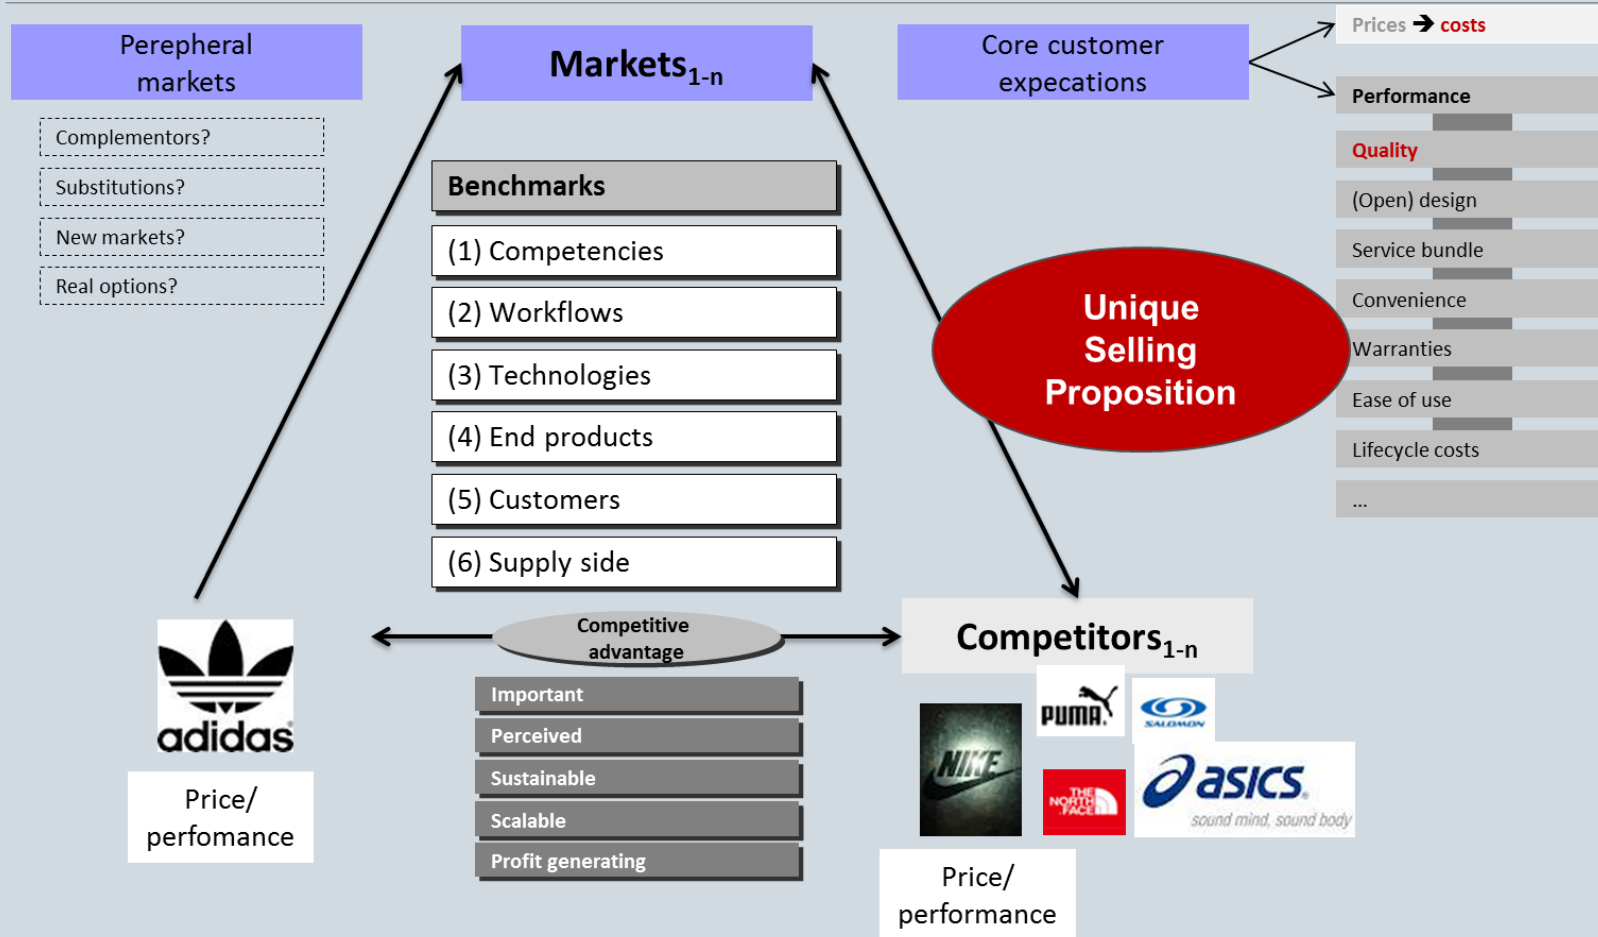 Perepheral
markets
Complementors?
Substitutions?
New markets?
Real options?
Markets1-n
Benchmarks
(1) Competencies
(2) Workflows
(3) Technologies
(4) End products
(5) Customers
(6) Supply side
Core customer
expecations
Prices ➔ costs
Performance
Quality
(Open) design
Service bundle
Convenience
Warranties
Ease of use
Lifecycle costs
...
Unique
Selling
Proposition
adidas®
Price/
perfomance
Competitive
advantage
Important
Perceived
Sustainable
Scalable
Profit generating
Competitors1-n
PUMA
SALOMON
NIKE
THE
NORTH
FACE
asics
sound mind, sound body
Price/
performance